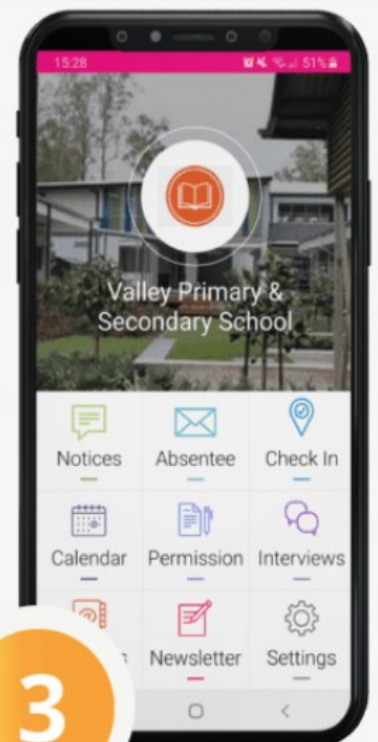 15:28
51%
Valley Primary &
Secondary School
Notices Absentee Check In
Calendar Permission Interviews
Newsletter Settings
3